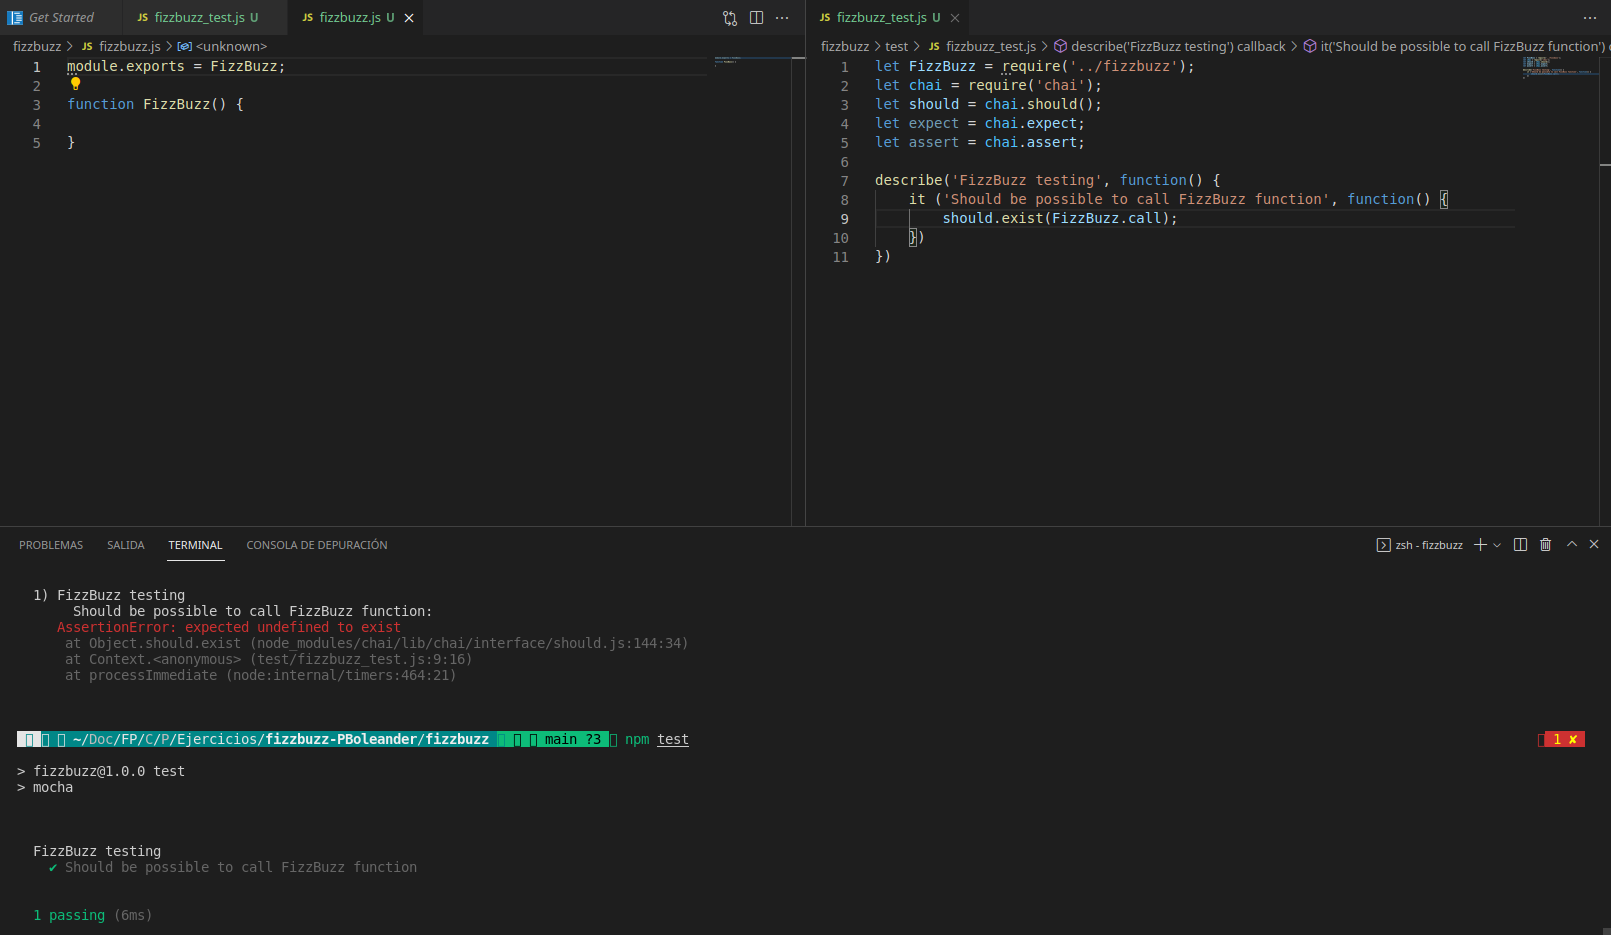 Get Started
JS fizzbuzz_test.js U
JS fizzbuzz.js U
fizzbuzz > JS fizzbuzz.js > <unknown>
1 module.exports = FizzBuzz;
2
3 function FizzBuzz() {
4
5 }
JS fizzbuzz_test.js U
fizzbuzz > test > JS fizzbuzz_test.js > describe('FizzBuzz testing') callback > it('Should be possible to call FizzBuzz function') c
1 let FizzBuzz = require('../fizzbuzz');
2 let chai = require('chai');
3 let should = chai.should();
4 let expect = chai.expect;
5 let assert = chai.assert;
6
7 describe('FizzBuzz testing', function() {
8 it ('Should be possible to call FizzBuzz function', function() {
9 should.exist(FizzBuzz.call);
10 })
11 })
PROBLEMAS SALIDA TERMINAL CONSOLA DE DEPURACIÓN
zsh - fizzbuzz
1) FizzBuzz testing
Should be possible to call FizzBuzz function:
AssertionError: expected undefined to exist
at Object.should.exist (node_modules/chai/lib/chai/interface/should.js:144:34)
at Context.<anonymous> (test/fizzbuzz_test.js:9:16)
at processImmediate (node:internal/timers:464:21)
~/Doc/FP/C/P/Ejercicios/fizzbuzz-PBoleander/fizzbuzz main ?3 npm test 1 ✘
> fizzbuzz@1.0.0 test
> mocha
FizzBuzz testing
✔ Should be possible to call FizzBuzz function
1 passing (6ms)